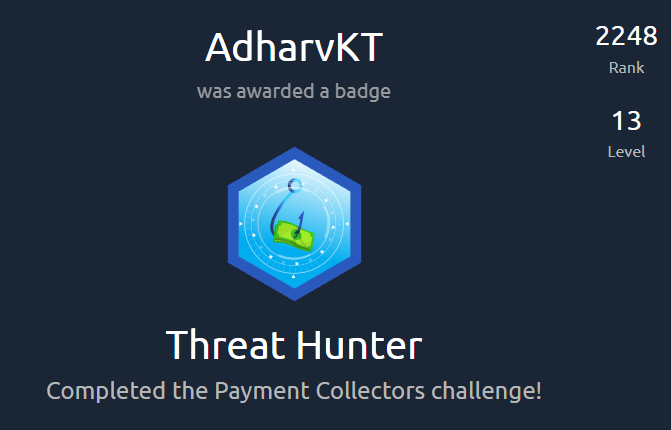 AdharvKT
was awarded a badge
2248
Rank
13
Level
Threat Hunter
Completed the Payment Collectors challenge!